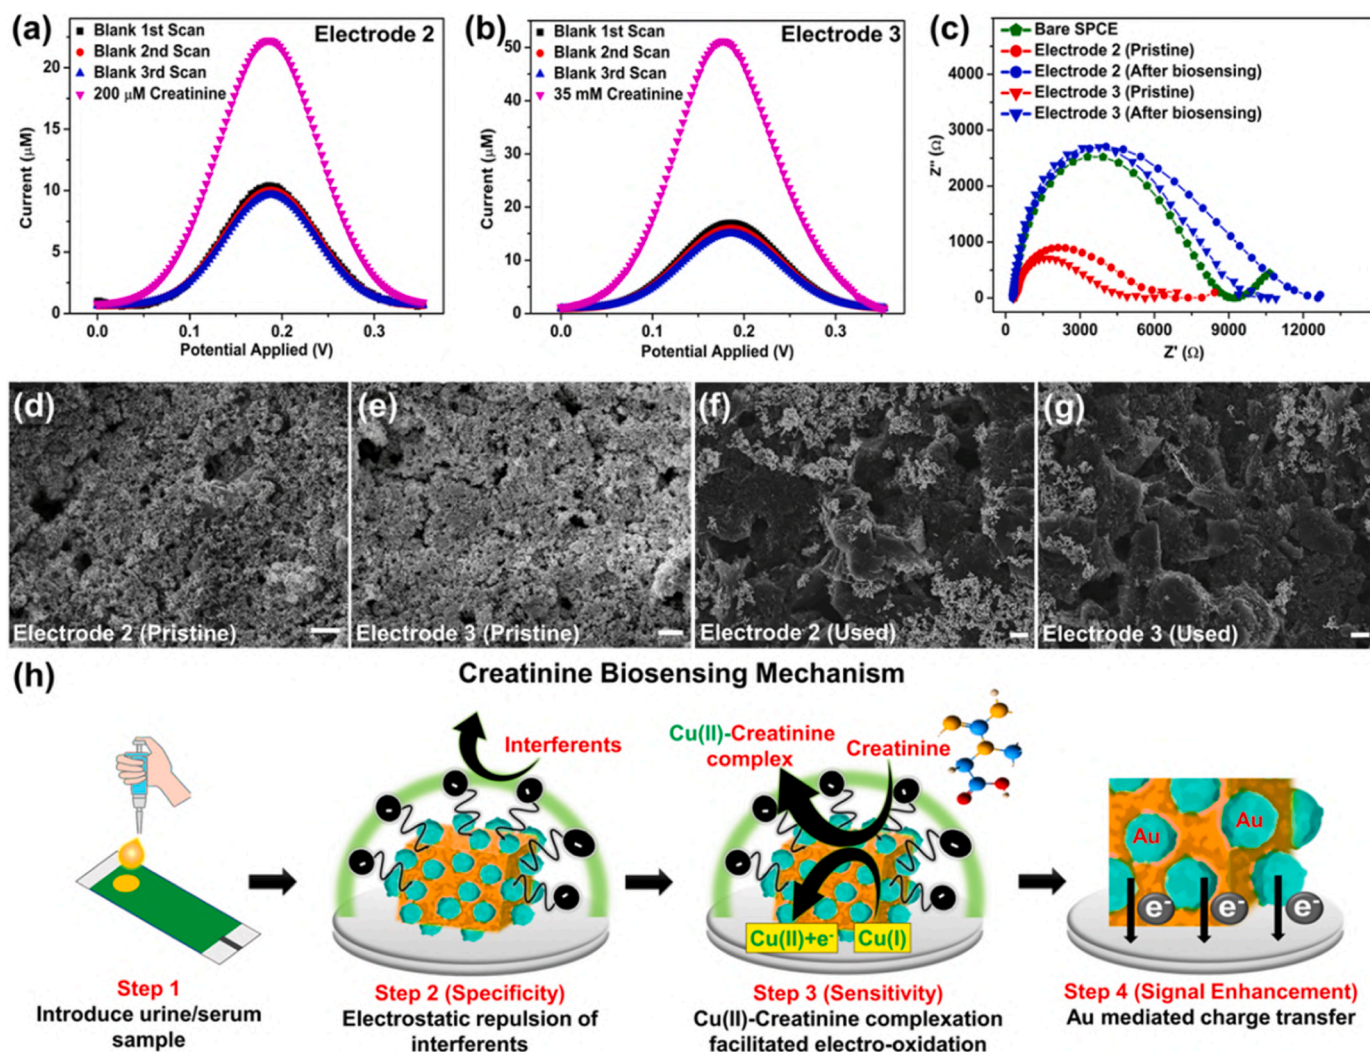 (a)
Blank 1st Scan
Blank 2nd Scan
Blank 3rd Scan
200 μM Creatinine
Electrode 2
Current (μM)
20
15
10
5
0
0.0
0.1
0.2
0.3
Potential Applied (V)
(b)
Blank 1st Scan
Blank 2nd Scan
Blank 3rd Scan
35 mM Creatinine
Electrode 3
Current (μM)
50
40
30
20
10
0
0.0
0.1
0.2
0.3
Potential Applied (V)
(c)
Bare SPCE
Electrode 2 (Pristine)
Electrode 2 (After biosensing)
Electrode 3 (Pristine)
Electrode 3 (After biosensing)
Z'' (Ω)
4000
3000
2000
1000
0
0
3000
6000
9000
12000
Z' (Ω)
(d)
Electrode 2 (Pristine)
(e)
Electrode 3 (Pristine)
(f)
Electrode 2 (Used)
(g)
Electrode 3 (Used)
(h)
Creatinine Biosensing Mechanism
Step 1
Introduce urine/serum
sample
Interferents
Step 2 (Specificity)
Electrostatic repulsion of
interferents
Cu(II)-Creatinine
complex
Creatinine
Cu(II)+e-
Cu(I)
Step 3 (Sensitivity)
Cu(II)-Creatinine complexation
facilitated electro-oxidation
Au
Au
e-
e-
e-
Step 4 (Signal Enhancement)
Au mediated charge transfer